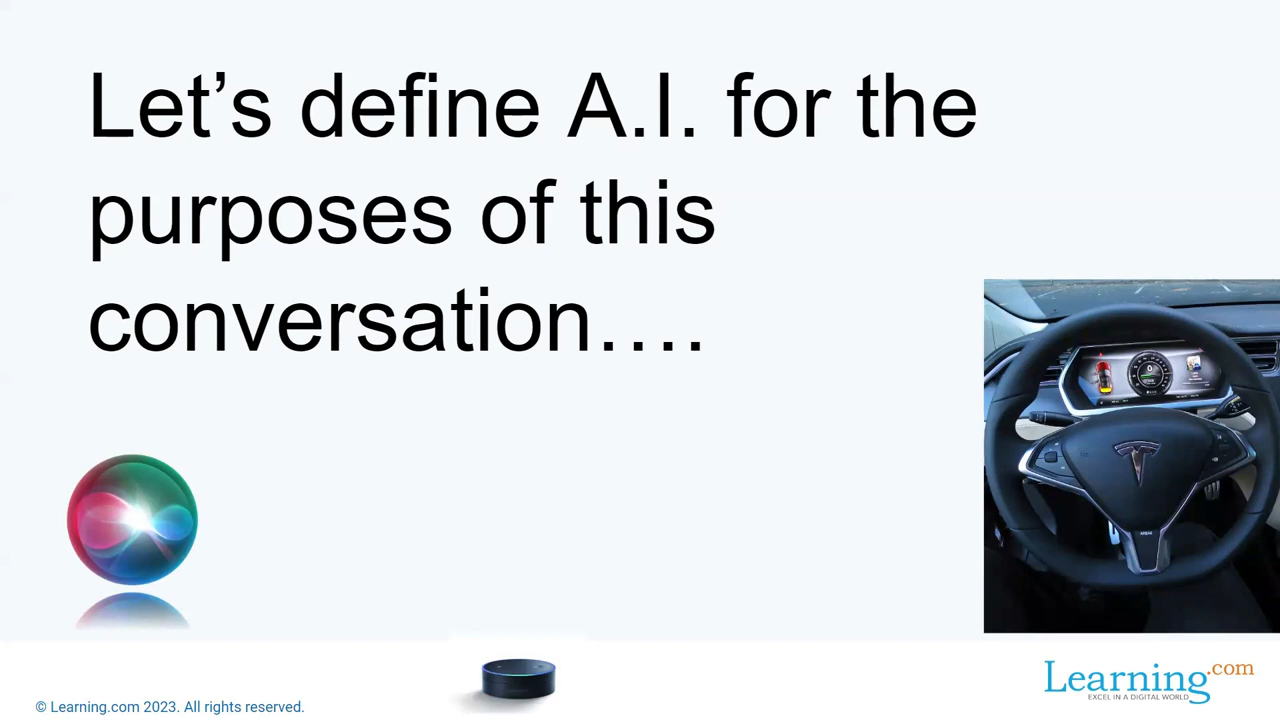 Let’s define A.I. for the
purposes of this
conversation….
Learning.com
EXCEL IN A DIGITAL WORLD
© Learning.com 2023. All rights reserved.